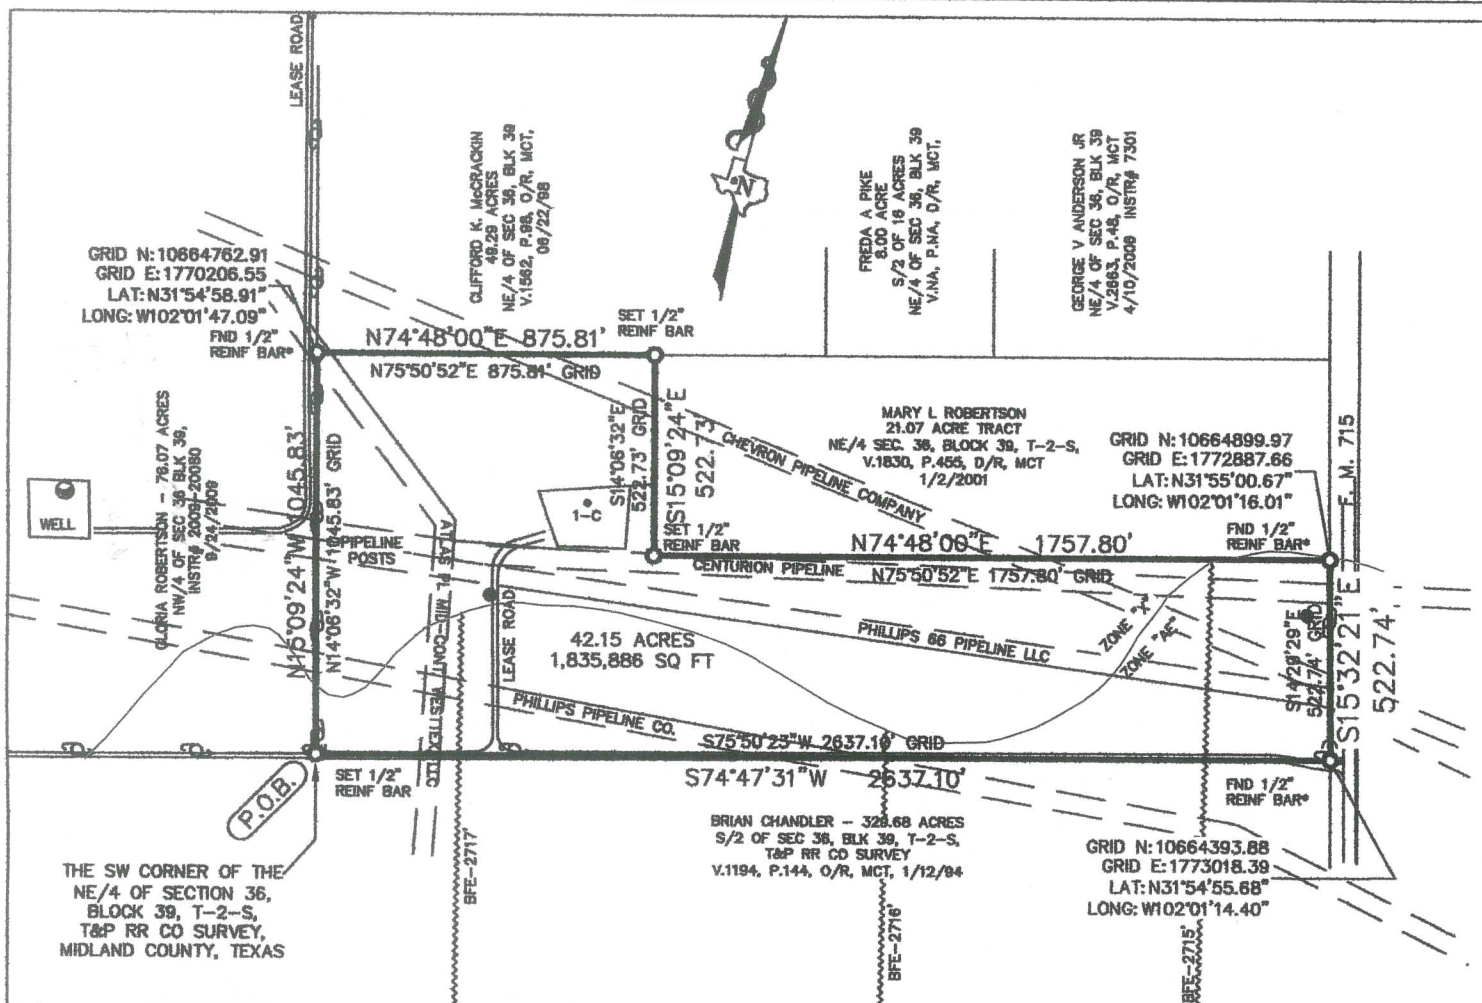 LEASE ROAD
CLIFFORD K. McCRACKIN
49.29 ACRES
NE/4 OF SEC 36, BLK 39
V.1562, P.98, O/R, MCT,
06/22/98
N
FREDA A PIKE
8.00 ACRE
S/2 OF 16 ACRES
NE/4 OF SEC 36, BLK 39
V.NA, P.NA, D/R, MCT,
GEORGE V ANDERSON JR
NE/4 OF SEC 36, BLK 39
V.2663, P.48, O/R, MCT
4/10/2006 INSTR# 7301
GRID N:10664762.91
GRID E:1770206.55
LAT:N31°54'58.91"
LONG:W102°01'47.09"
FND 1/2"
REINF BAR*
N74°48'00"E 875.81'
N75°50'52"E 875.81' GRID
SET 1/2"
REINF BAR
S14°06'32"E
522.73' GRID
S15°09'24"E
522.73'
CHEVRON PIPELINE COMPANY
MARY L ROBERTSON
21.07 ACRE TRACT
NE/4 SEC. 36, BLOCK 39, T-2-S,
V.1830, P.455, D/R, MCT
1/2/2001
GRID N:10664899.97
GRID E:1772887.66
LAT:N31°55'00.67"
LONG:W102°01'16.01"
F.M. 715
FND 1/2"
REINF BAR*
GLORIA ROBERTSON - 76.07 ACRES
NW/4 OF SEC 36 BLK 39,
INSTR# 2009-20080
9/24/2009
WELL
N15°09'24"W 1045.83'
N14°06'32"W 1045.83' GRID
PIPELINE
POSTS
ATLAS PL MID-CONT WESTTEX LLC
1-C
SET 1/2"
REINF BAR
N74°48'00"E 1757.80'
CENTURION PIPELINE
N75°50'52"E 1757.80' GRID
LEASE ROAD
42.15 ACRES
1,835,886 SQ FT
PHILLIPS 66 PIPELINE LLC
ZONE
ZONE "AE"
PHILLIPS PIPELINE CO.
S14°29'29"E
522.74' GRID
S15°32'21"E
522.74'
S75°50'23"W 2637.10' GRID
S74°47'31"W 2637.10'
P.O.B.
SET 1/2"
REINF BAR
FND 1/2"
REINF BAR*
BRIAN CHANDLER - 329.68 ACRES
S/2 OF SEC 36, BLK 39, T-2-S,
T&P RR CO SURVEY
V.1194, P.144, O/R, MCT, 1/12/94
THE SW CORNER OF THE
NE/4 OF SECTION 36,
BLOCK 39, T-2-S,
T&P RR CO SURVEY,
MIDLAND COUNTY, TEXAS
GRID N:10664393.88
GRID E:1773018.39
LAT:N31°54'55.68"
LONG:W102°01'14.40"
BFE-2717'
BFE-2716'
BFE-2715'